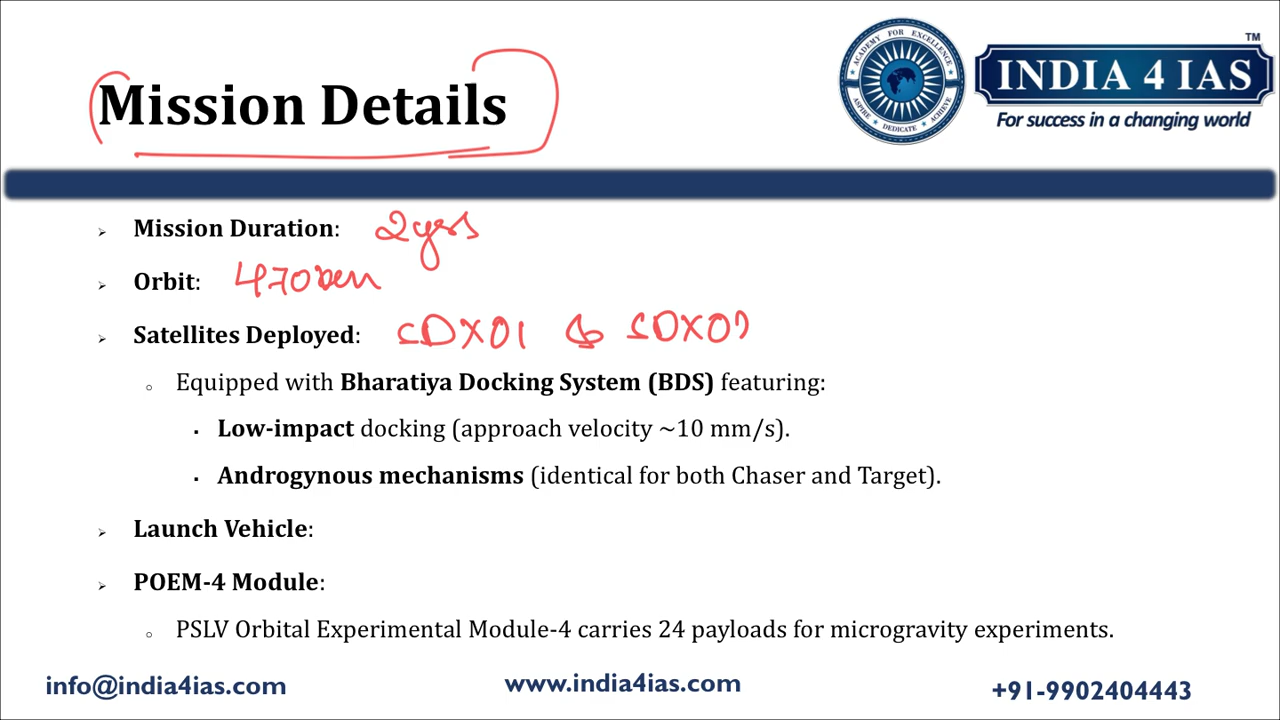 Mission Details
ACADEMY FOR EXCELLENCE
ASPIRE DEDICATE ACHIEVE
TM
INDIA 4 IAS
For success in a changing world
➢ Mission Duration: 2yrs
➢ Orbit: 470km
➢ Satellites Deployed: SDX01 & SDX02
○ Equipped with Bharatiya Docking System (BDS) featuring:
▪ Low-impact docking (approach velocity ~10 mm/s).
▪ Androgynous mechanisms (identical for both Chaser and Target).
➢ Launch Vehicle:
➢ POEM-4 Module:
○ PSLV Orbital Experimental Module-4 carries 24 payloads for microgravity experiments.
info@india4ias.com
www.india4ias.com
+91-9902404443